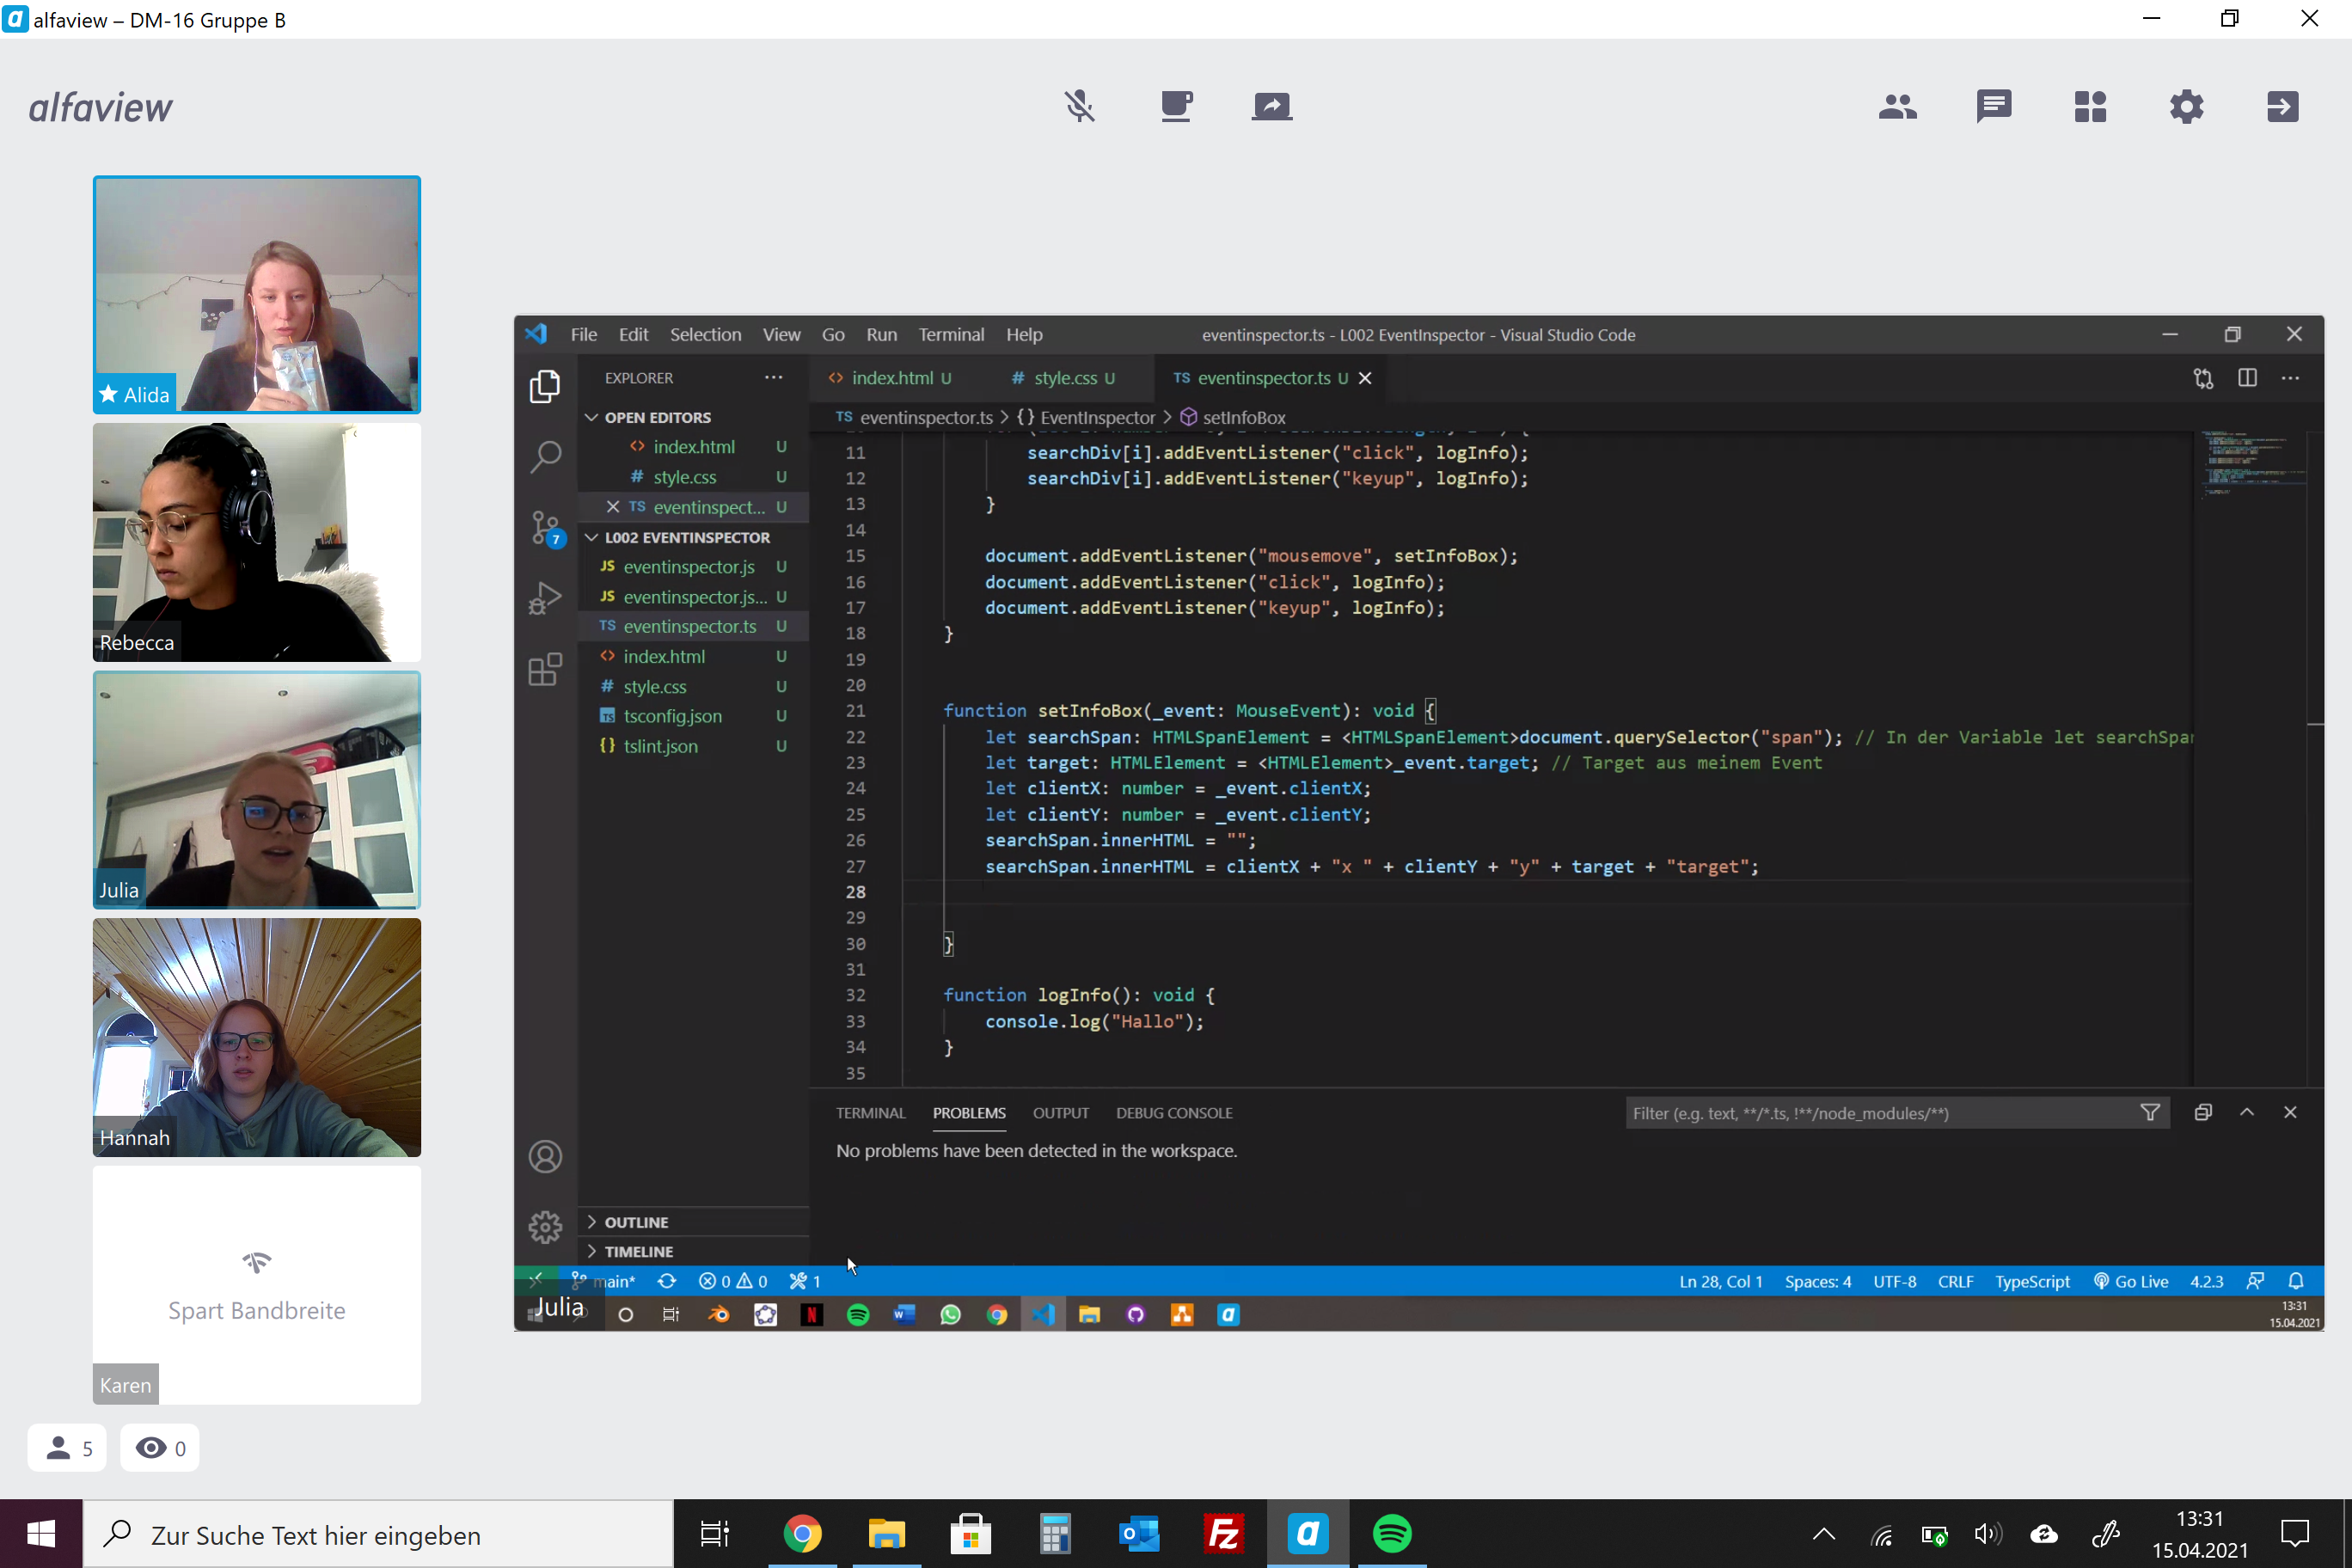 alfaview – DM-16 Gruppe B
alfaview
Alida
Rebecca
Julia
Hannah
Spart Bandbreite
Karen
5
0
File Edit Selection View Go Run Terminal Help
eventinspector.ts - L002 EventInspector - Visual Studio Code
EXPLORER
OPEN EDITORS
index.html U
style.css U
TS eventinspect... U
7
L002 EVENTINSPECTOR
JS eventinspector.js U
JS eventinspector.js... U
TS eventinspector.ts U
index.html U
style.css U
TS tsconfig.json U
{} tslint.json U
OUTLINE
TIMELINE
<> index.html U
# style.css U
TS eventinspector.ts U
TS eventinspector.ts > {} EventInspector > setInfoBox
11 searchDiv[i].addEventListener("click", logInfo);
12 searchDiv[i].addEventListener("keyup", logInfo);
13 }
14
15 document.addEventListener("mousemove", setInfoBox);
16 document.addEventListener("click", logInfo);
17 document.addEventListener("keyup", logInfo);
18 }
19
20
21 function setInfoBox(_event: MouseEvent): void {
22 let searchSpan: HTMLSpanElement = <HTMLSpanElement>document.querySelector("span"); // In der Variable let searchSpan
23 let target: HTMLElement = <HTMLElement>_event.target; // Target aus meinem Event
24 let clientX: number = _event.clientX;
25 let clientY: number = _event.clientY;
26 searchSpan.innerHTML = "";
27 searchSpan.innerHTML = clientX + "x " + clientY + "y" + target + "target";
28
29
30 }
31
32 function logInfo(): void {
33 console.log("Hallo");
34 }
35
TERMINAL PROBLEMS OUTPUT DEBUG CONSOLE
Filter (e.g. text, **/*.ts, !**/node_modules/**)
No problems have been detected in the workspace.
main* 0 0 1
Ln 28, Col 1 Spaces: 4 UTF-8 CRLF TypeScript Go Live 4.2.3
Julia
13:31
15.04.2021
Zur Suche Text hier eingeben
13:31
15.04.2021